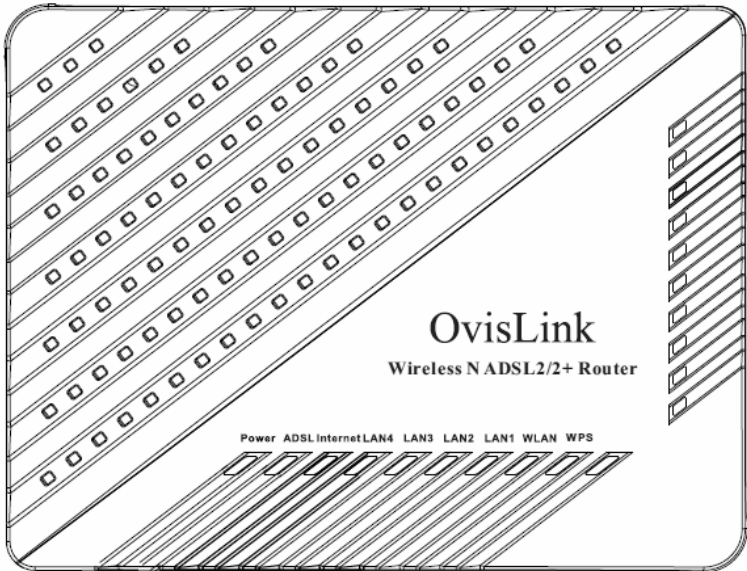 OvisLink
Wireless N ADSL2/2+ Router
Power ADSL Internet LAN4 LAN3 LAN2 LAN1 WLAN WPS